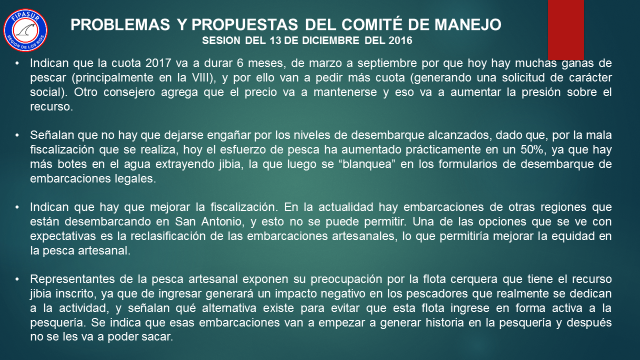 FIPASUR
PROBLEMAS Y PROPUESTAS DEL COMITÉ DE MANEJO
SESION DEL 13 DE DICIEMBRE DEL 2016
• Indican que la cuota 2017 va a durar 6 meses, de marzo a septiembre por que hoy hay muchas ganas de
pescar (principalmente en la VIII), y por ello van a pedir más cuota (generando una solicitud de carácter
social). Otro consejero agrega que el precio va a mantenerse y eso va a aumentar la presión sobre el
recurso.
• Señalan que no hay que dejarse engañar por los niveles de desembarque alcanzados, dado que, por la mala
fiscalización que se realiza, hoy el esfuerzo de pesca ha aumentado prácticamente en un 50%, ya que hay
más botes en el agua extrayendo jibia, la que luego se “blanquea” en los formularios de desembarque de
embarcaciones legales.
• Indican que hay que mejorar la fiscalización. En la actualidad hay embarcaciones de otras regiones que
están desembarcando en San Antonio, y esto no se puede permitir. Una de las opciones que se ve con
expectativas es la reclasificación de las embarcaciones artesanales, lo que permitiría mejorar la equidad en
la pesca artesanal.
• Representantes de la pesca artesanal exponen su preocupación por la flota cerquera que tiene el recurso
jibia inscrito, ya que de ingresar generará un impacto negativo en los pescadores que realmente se dedican
a la actividad, y señalan qué alternativa existe para evitar que esta flota ingrese en forma activa a la
pesquería. Se indica que esas embarcaciones van a empezar a generar historia en la pesquería y después
no se les va a poder sacar.